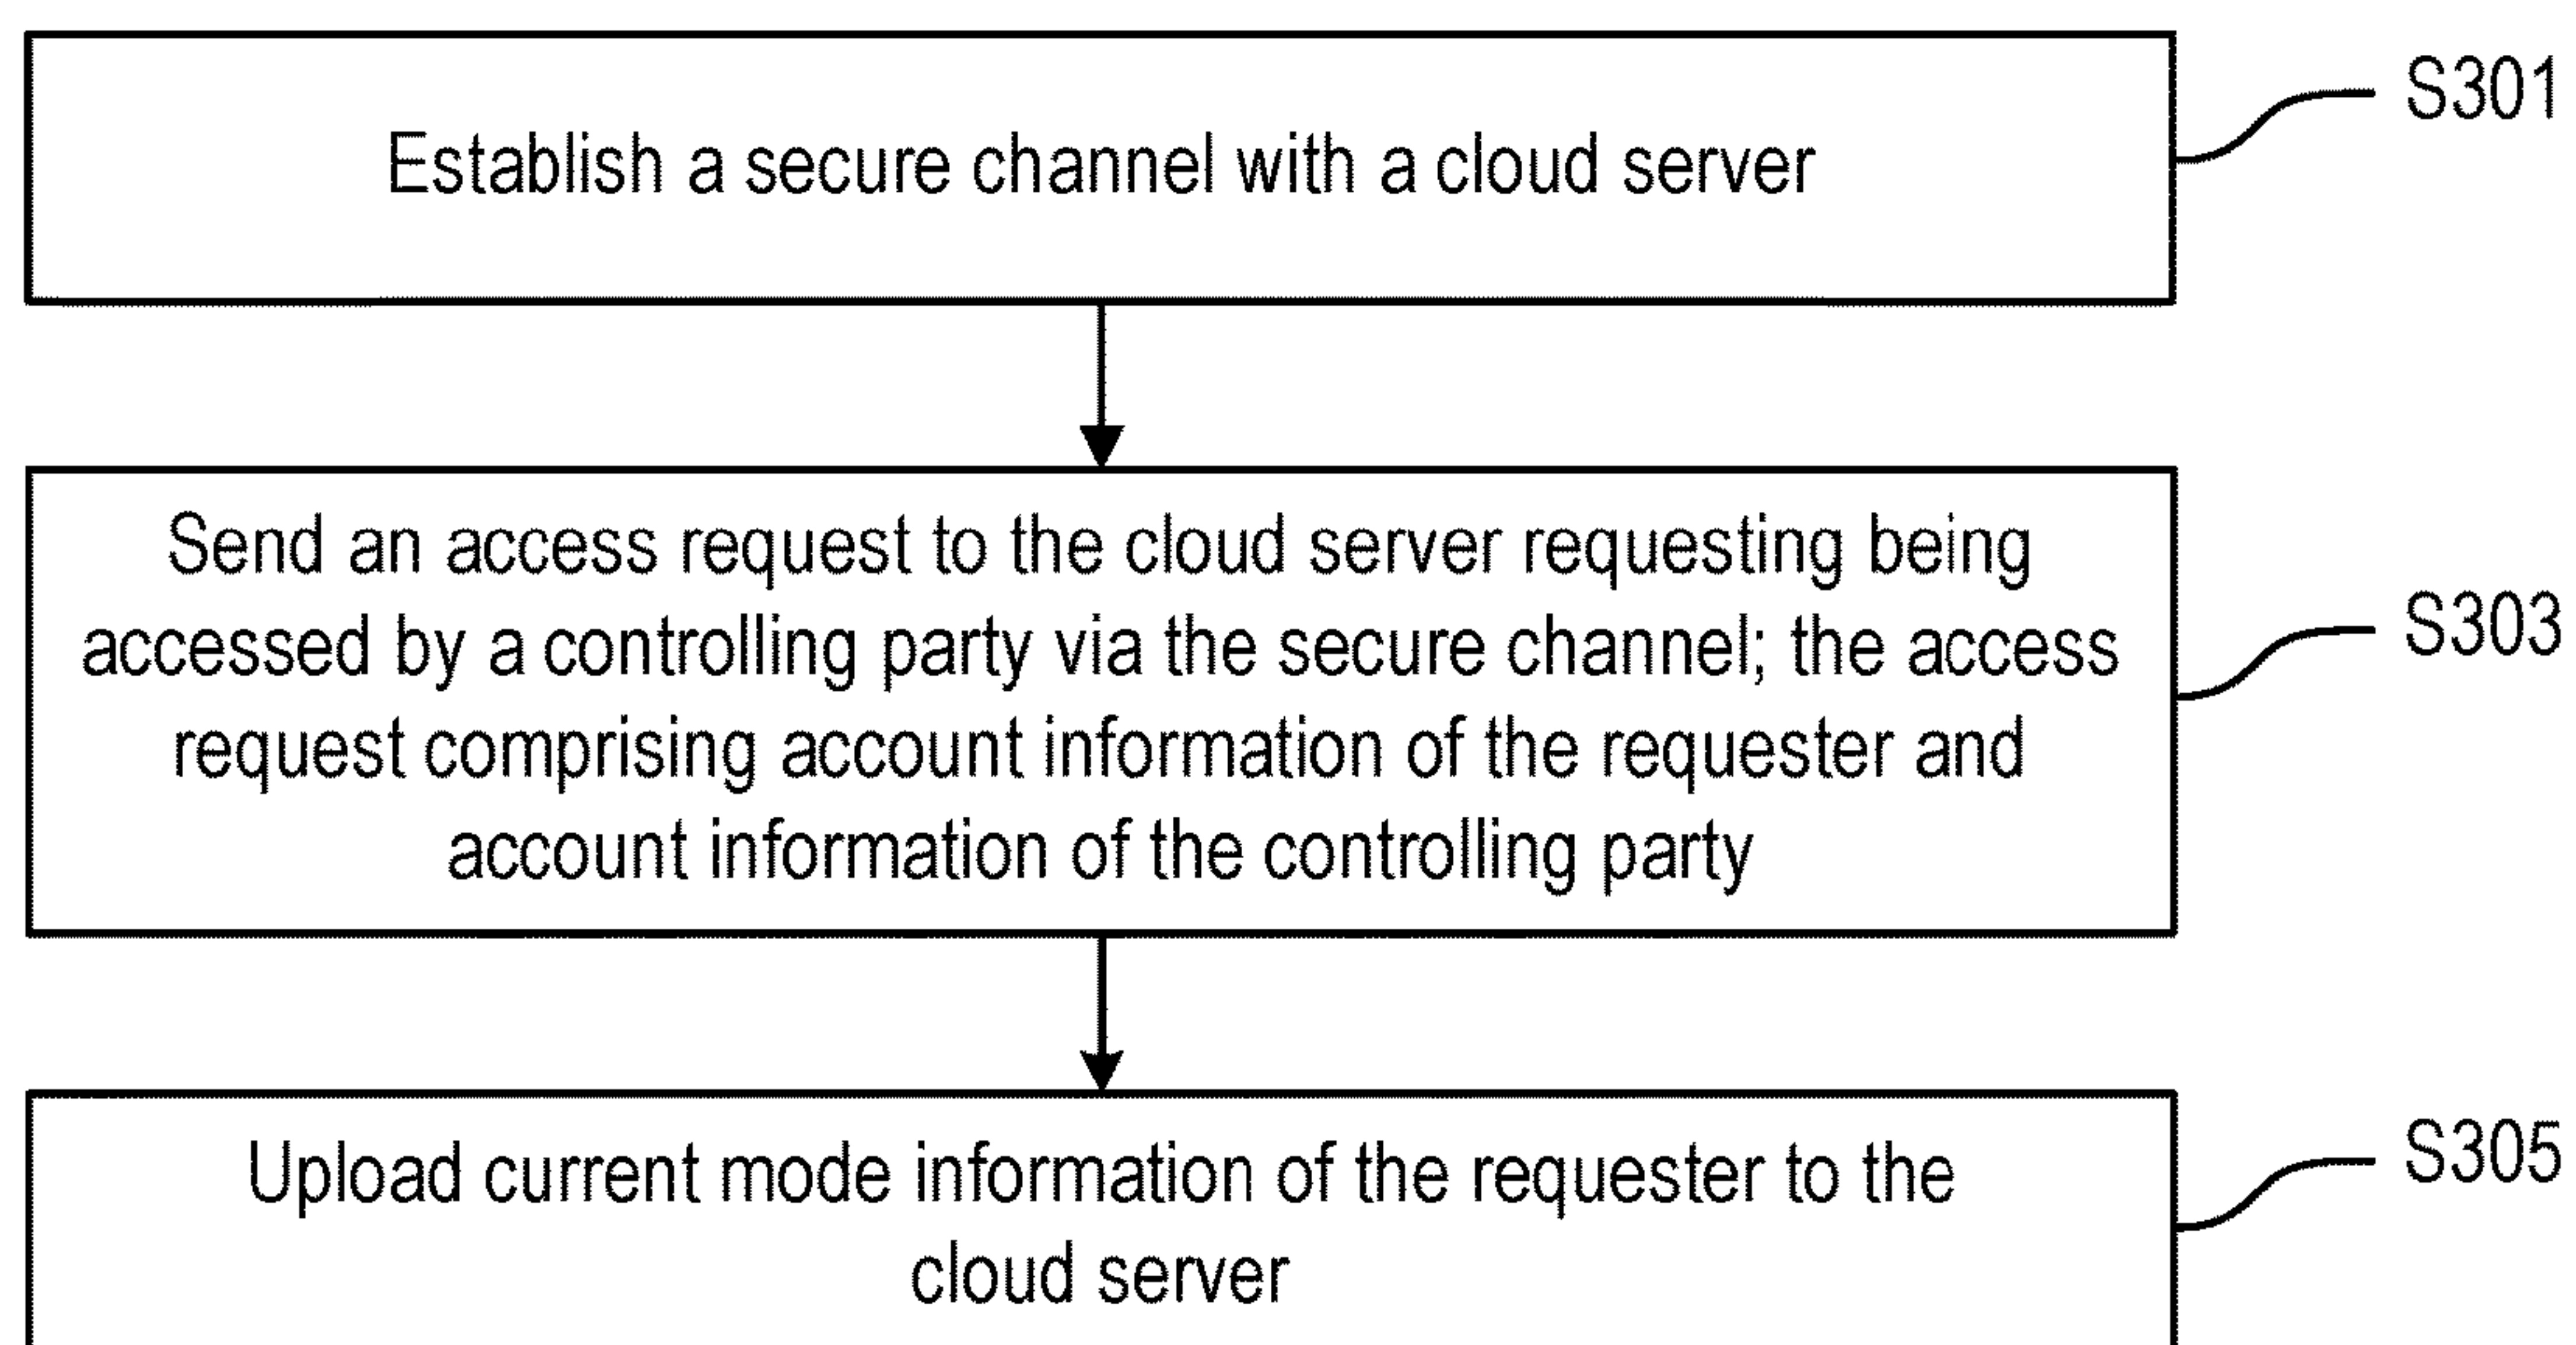 Establish a secure channel with a cloud server
S301
Send an access request to the cloud server requesting being
accessed by a controlling party via the secure channel; the access
request comprising account information of the requester and
account information of the controlling party
S303
Upload current mode information of the requester to the
cloud server
S305